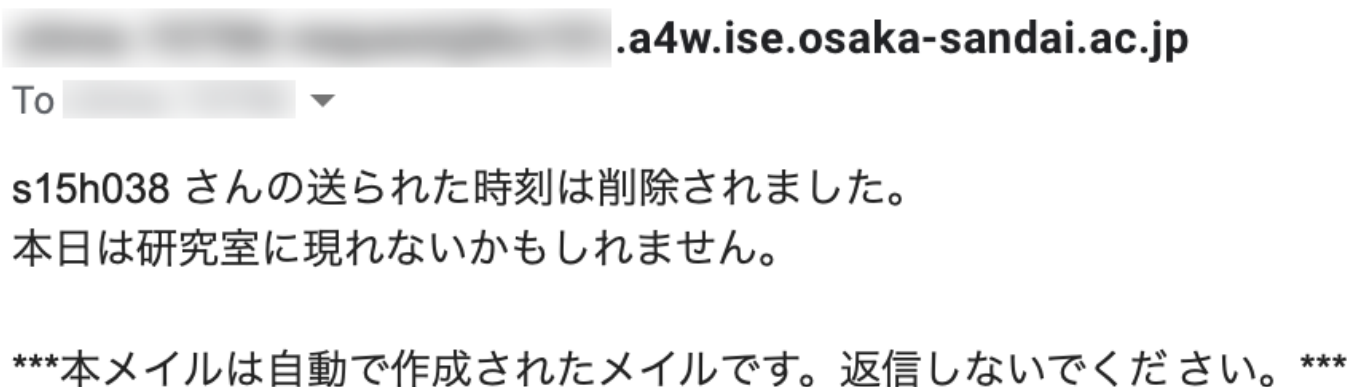 .a4w.ise.osaka-sandai.ac.jp
To
s15h038 さんの送られた時刻は削除されました。
本日は研究室に現れないかもしれません。
***本メイルは自動で作成されたメイルです。返信しないでくだ さい。***